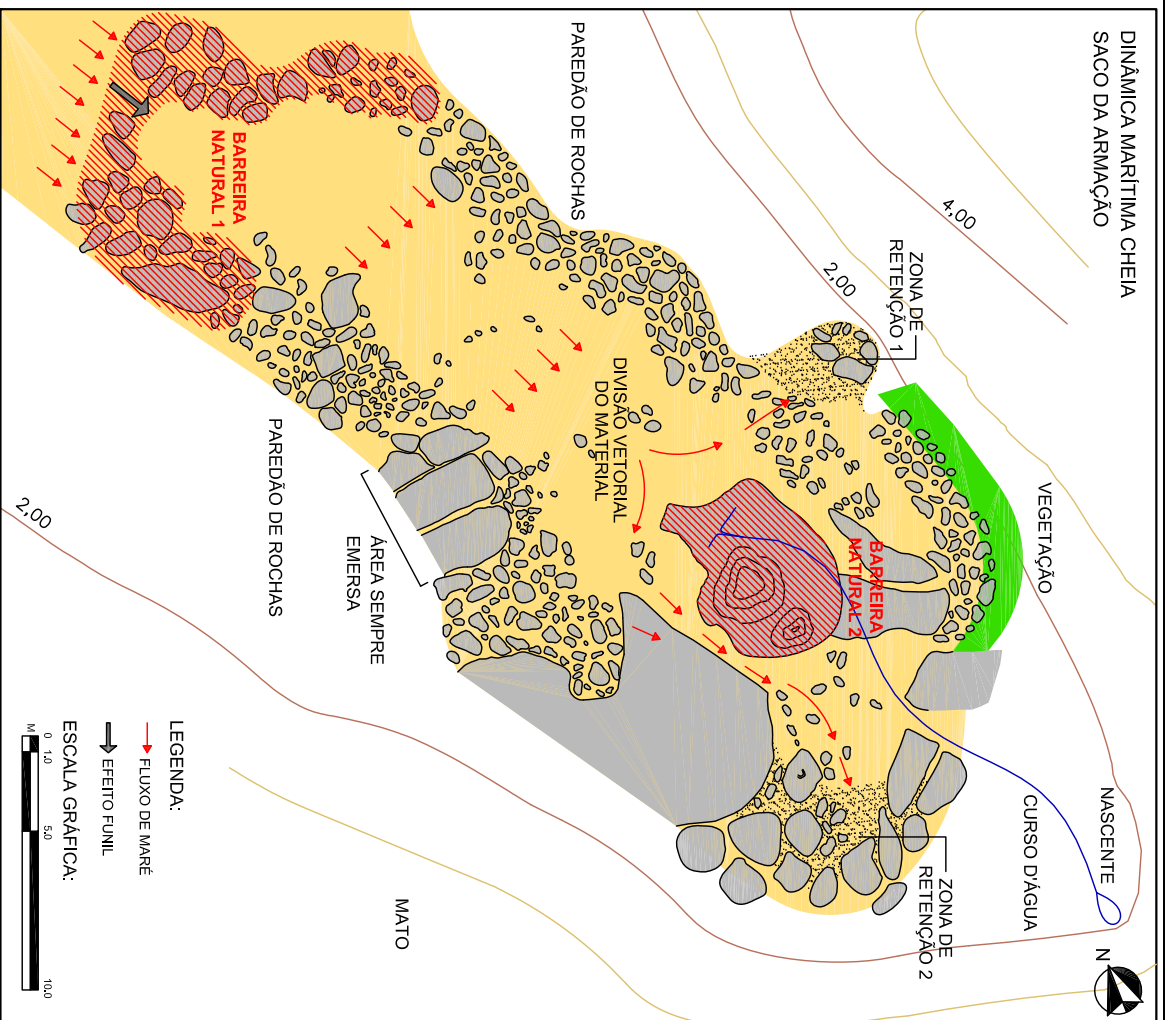 DINÂMICA MARÍTIMA CHEIA
SACO DA ARMAÇÃO
4,00
2,00
ZONA DE
RETENÇÃO 1
VEGETAÇÃO
NASCENTE
CURSO D'ÁGUA
N
PAREDÃO DE ROCHAS
BARREIRA
NATURAL 1
DIVISÃO VETORIAL
DO MATERIAL
BARREIRA
NATURAL 2
ZONA DE
RETENÇÃO 2
ÁREA SEMPRE
EMERSA
PAREDÃO DE ROCHAS
2,00
MATO
LEGENDA:
FLUXO DE MARÉ
EFEITO FUNIL
ESCALA GRÁFICA:
0 1.0 5.0 10.0
M